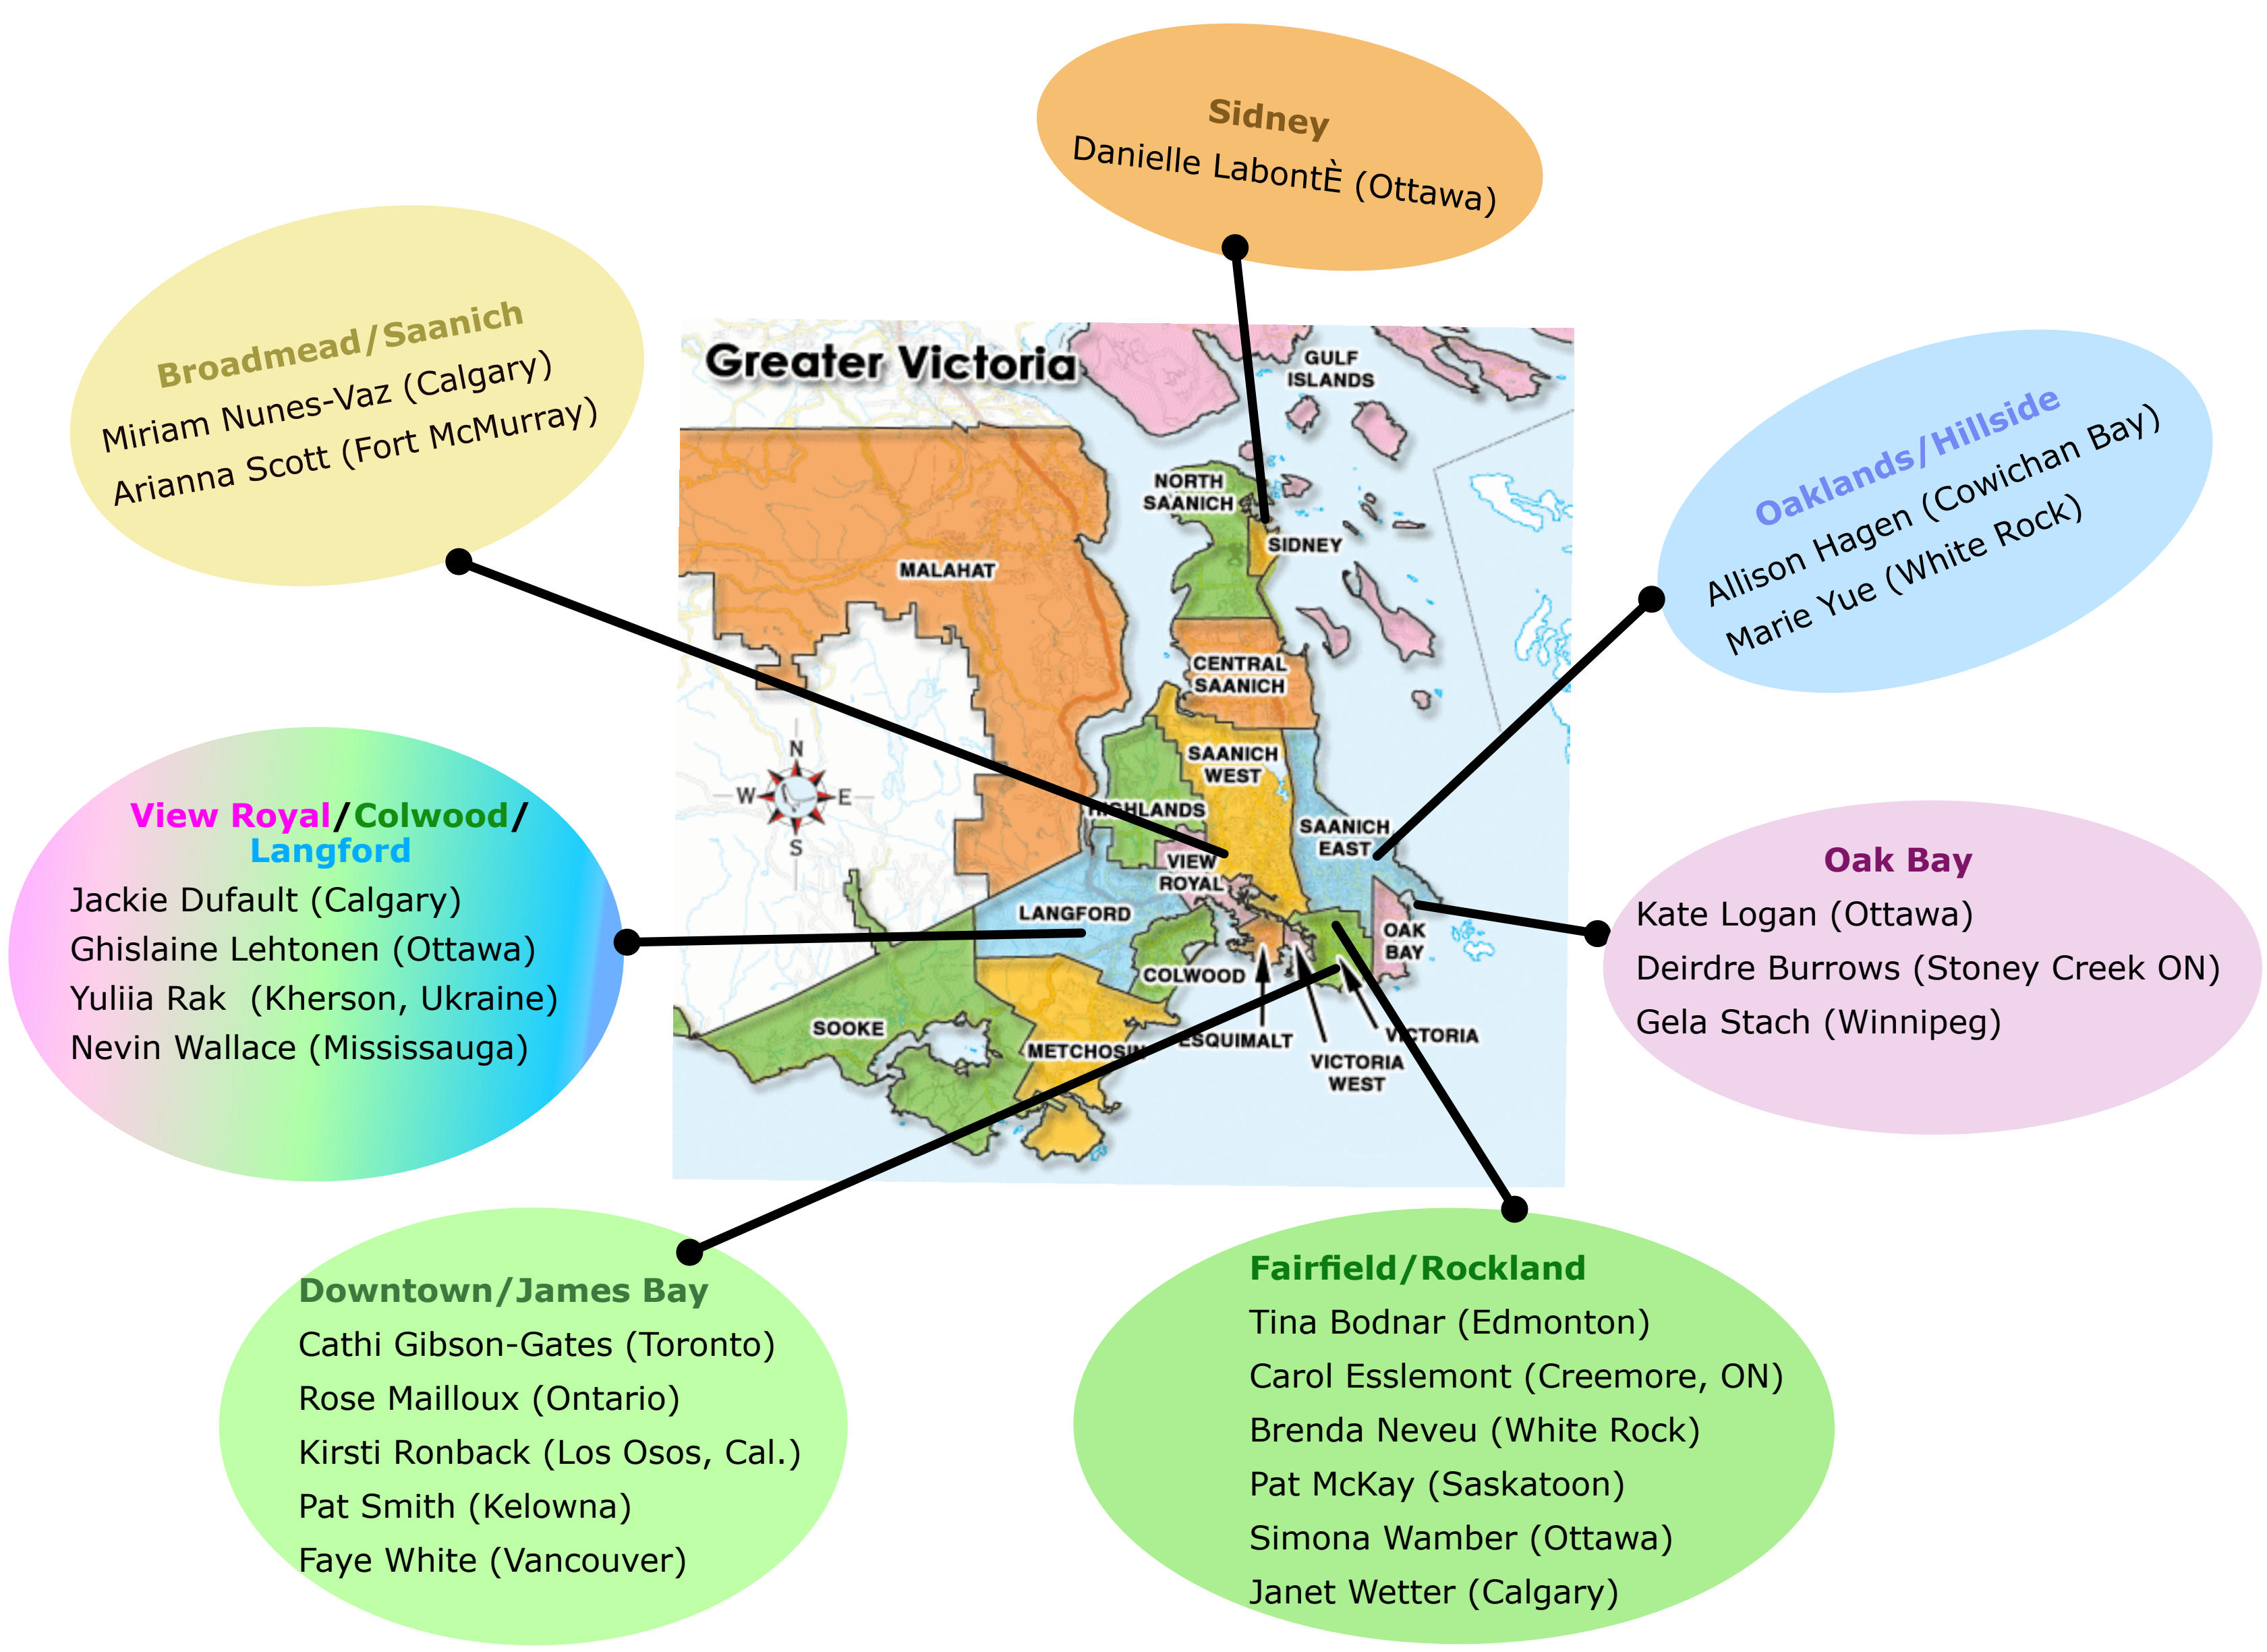 Sidney
Danielle LabontÈ (Ottawa)
Broadmead/Saanich
Miriam Nunes-Vaz (Calgary)
Arianna Scott (Fort McMurray)
Oaklands/Hillside
Allison Hagen (Cowichan Bay)
Marie Yue (White Rock)
Greater Victoria
GULF
ISLANDS
NORTH
SAANICH
SIDNEY
MALAHAT
CENTRAL
SAANICH
SAANICH
WEST
N
W
E
S
HIGHLANDS
SAANICH
EAST
VIEW
ROYAL
LANGFORD
OAK
BAY
COLWOOD
SOOKE
METCHOSIN
ESQUIMALT
VICTORIA
VICTORIA
WEST
View Royal/Colwood/
Langford
Jackie Dufault (Calgary)
Ghislaine Lehtonen (Ottawa)
Yuliia Rak  (Kherson, Ukraine)
Nevin Wallace (Mississauga)
Oak Bay
Kate Logan (Ottawa)
Deirdre Burrows (Stoney Creek ON)
Gela Stach (Winnipeg)
Downtown/James Bay
Cathi Gibson-Gates (Toronto)
Rose Mailloux (Ontario)
Kirsti Ronback (Los Osos, Cal.)
Pat Smith (Kelowna)
Faye White (Vancouver)
Fairfield/Rockland
Tina Bodnar (Edmonton)
Carol Esslemont (Creemore, ON)
Brenda Neveu (White Rock)
Pat McKay (Saskatoon)
Simona Wamber (Ottawa)
Janet Wetter (Calgary)